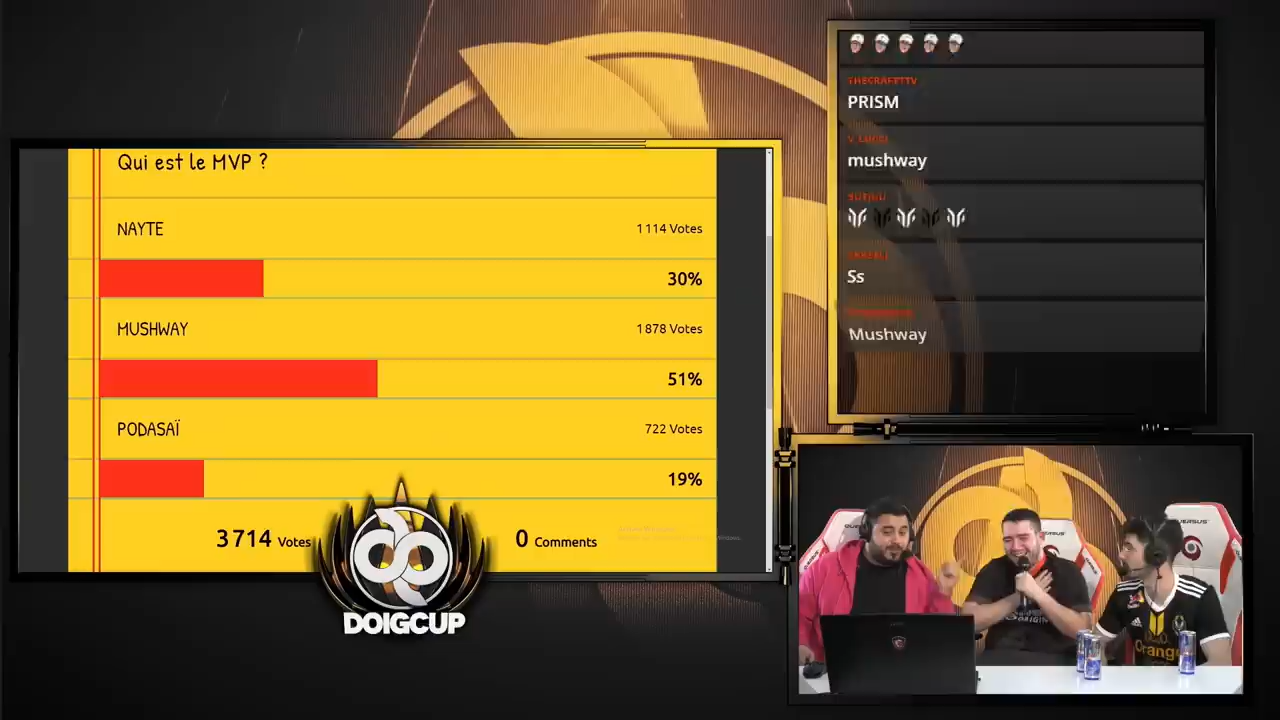 Qui est le MVP ?
NAYTE
1 114 Votes
30%
MUSHWAY
1 878 Votes
51%
PODASAÏ
722 Votes
19%
3 714 Votes
0 Comments
DOIGCUP
PRISM
mushway
Ss
Mushway
Orange